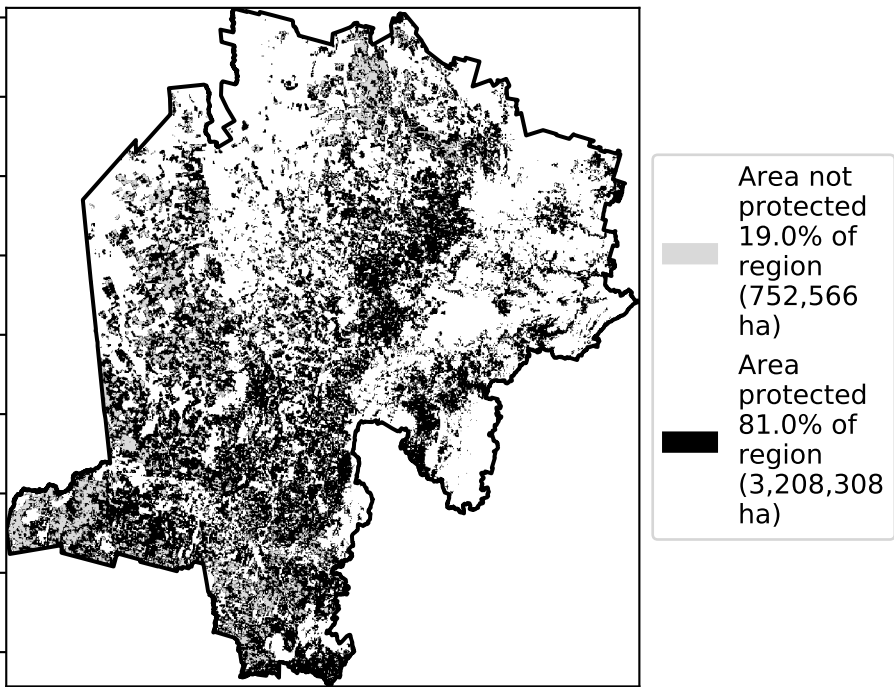 Area not
protected
19.0% of
region
(752,566
ha)
Area
protected
81.0% of
region
(3,208,308
ha)